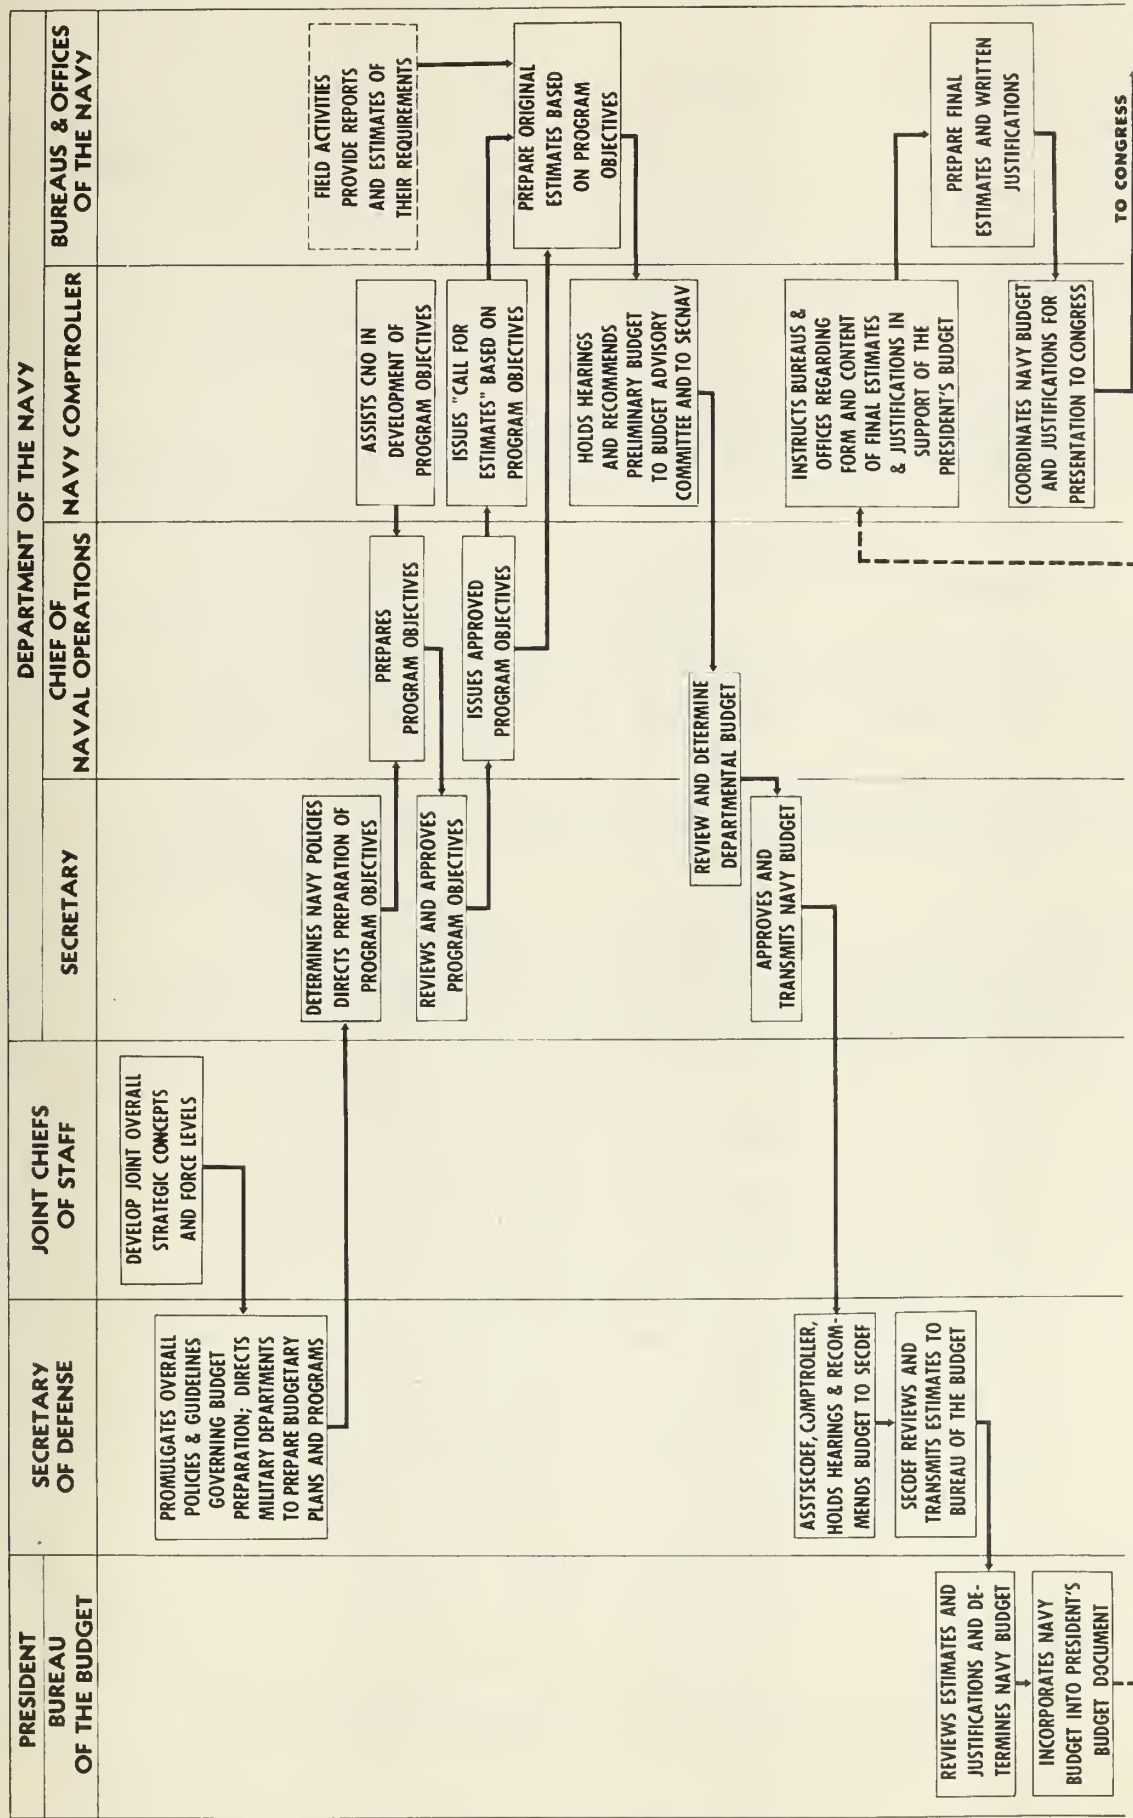 PRESIDENT
BUREAU
OF THE BUDGET
SECRETARY
OF DEFENSE
JOINT CHIEFS
OF STAFF
DEPARTMENT OF THE NAVY
SECRETARY
CHIEF OF
NAVAL OPERATIONS
NAVY COMPTROLLER
BUREAUS & OFFICES
OF THE NAVY
DEVELOP JOINT OVERALL
STRATEGIC CONCEPTS
AND FORCE LEVELS
PROMULGATES OVERALL
POLICIES & GUIDELINES
GOVERNING BUDGET
PREPARATION; DIRECTS
MILITARY DEPARTMENTS
TO PREPARE BUDGETARY
PLANS AND PROGRAMS
DETERMINES NAVY POLICIES
DIRECTS PREPARATION OF
PROGRAM OBJECTIVES
FIELD ACTIVITIES
PROVIDE REPORTS
AND ESTIMATES OF
THEIR REQUIREMENTS
ASSISTS CNO IN
DEVELOPMENT OF
PROGRAM OBJECTIVES
PREPARES
PROGRAM OBJECTIVES
REVIEWS AND APPROVES
PROGRAM OBJECTIVES
ISSUES APPROVED
PROGRAM OBJECTIVES
ISSUES "CALL FOR
ESTIMATES" BASED ON
PROGRAM OBJECTIVES
PREPARE ORIGINAL
ESTIMATES BASED
ON PROGRAM
OBJECTIVES
HOLDS HEARINGS
AND RECOMMENDS
PRELIMINARY BUDGET
TO BUDGET ADVISORY
COMMITTEE AND TO SECNAV
REVIEW AND DETERMINE
DEPARTMENTAL BUDGET
APPROVES AND
TRANSMITS NAVY BUDGET
ASSTSECDEF, COMPTROLLER,
HOLDS HEARINGS & RECOM-
MENDS BUDGET TO SECDEF
SECDEF REVIEWS AND
TRANSMITS ESTIMATES TO
BUREAU OF THE BUDGET
REVIEWS ESTIMATES AND
JUSTIFICATIONS AND DE-
TERMINES NAVY BUDGET
INCORPORATES NAVY
BUDGET INTO PRESIDENT'S
BUDGET DOCUMENT
INSTRUCTS BUREAUS &
OFFICES REGARDING
FORM AND CONTENT
OF FINAL ESTIMATES
& JUSTIFICATIONS IN
SUPPORT OF THE
PRESIDENT'S BUDGET
PREPARE FINAL
ESTIMATES AND WRITTEN
JUSTIFICATIONS
COORDINATES NAVY BUDGET
AND JUSTIFICATIONS FOR
PRESENTATION TO CONGRESS
TO CONGRESS